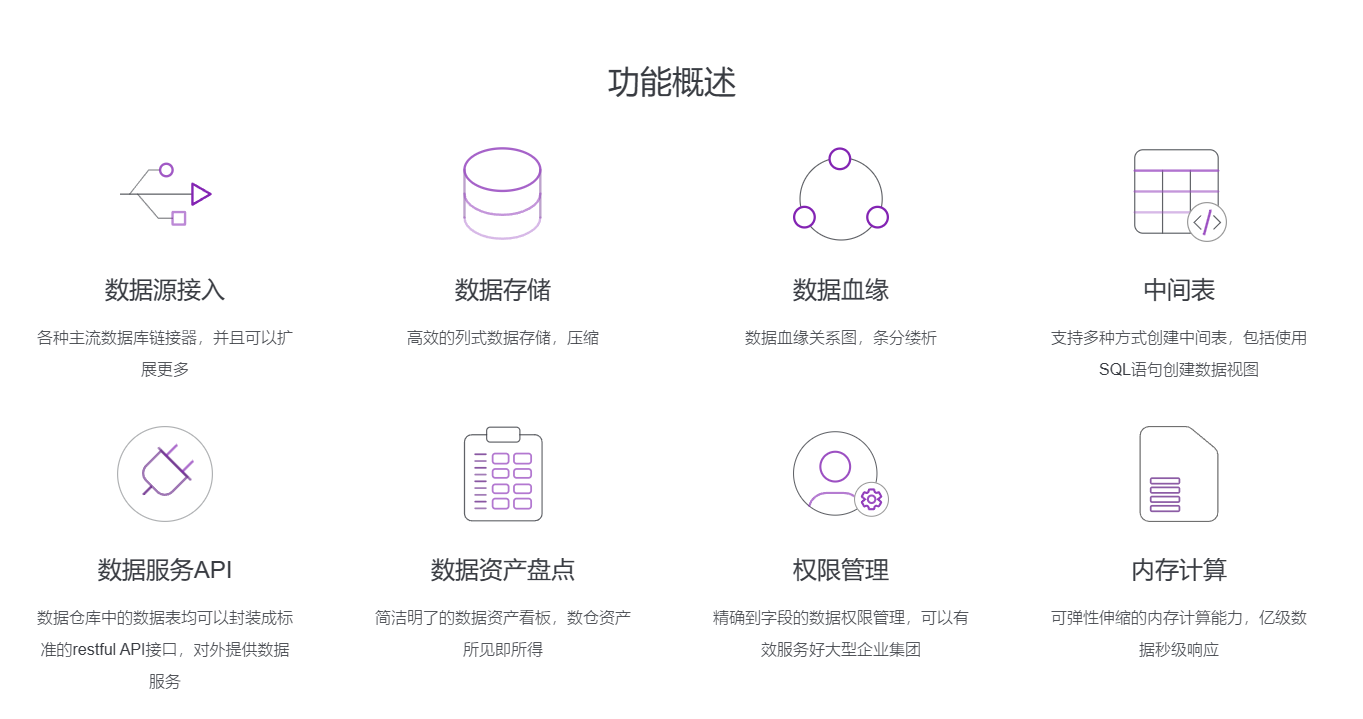 功能概述
数据源接入
各种主流数据库链接器，并且可以扩
展更多
数据存储
高效的列式数据存储，压缩
数据血缘
数据血缘关系图，条分缕析
中间表
支持多种方式创建中间表，包括使用
SQL语句创建数据视图
数据服务API
数据仓库中的数据表均可以封装成标
准的restful API接口，对外提供数据
服务
数据资产盘点
简洁明了的数据资产看板，数仓资产
所见即所得
权限管理
精确到字段的数据权限管理，可以有
效服务好大型企业集团
内存计算
可弹性伸缩的内存计算能力，亿级数
据秒级响应